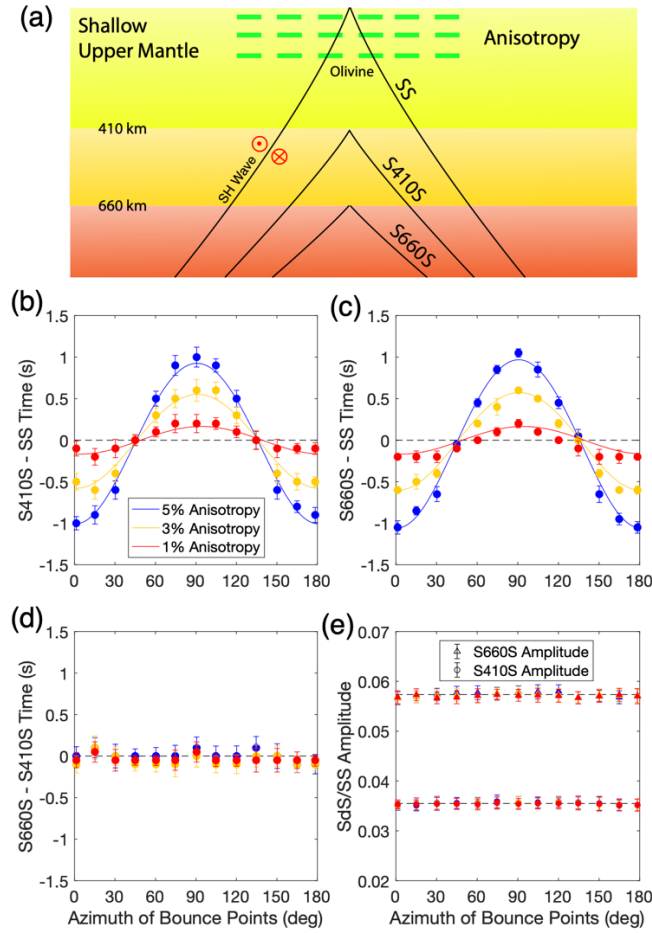 (a)
Shallow
Upper Mantle
Anisotropy
Olivine
SS
410 km
SH Wave
S410S
660 km
S660S
(b)
(c)
1.5
1
0.5
0
-0.5
-1
-1.5
S410S - SS Time (s)
5% Anisotropy
3% Anisotropy
1% Anisotropy
0 30 60 90 120 150 180
1.5
1
0.5
0
-0.5
-1
-1.5
S660S - SS Time (s)
0 30 60 90 120 150 180
(d)
(e)
1.5
1
0.5
0
-0.5
-1
-1.5
S660S - S410S Time (s)
0 30 60 90 120 150 180
Azimuth of Bounce Points (deg)
0.07
0.06
0.05
0.04
0.03
0.02
SdS/SS Amplitude
S660S Amplitude
S410S Amplitude
0 30 60 90 120 150 180
Azimuth of Bounce Points (deg)